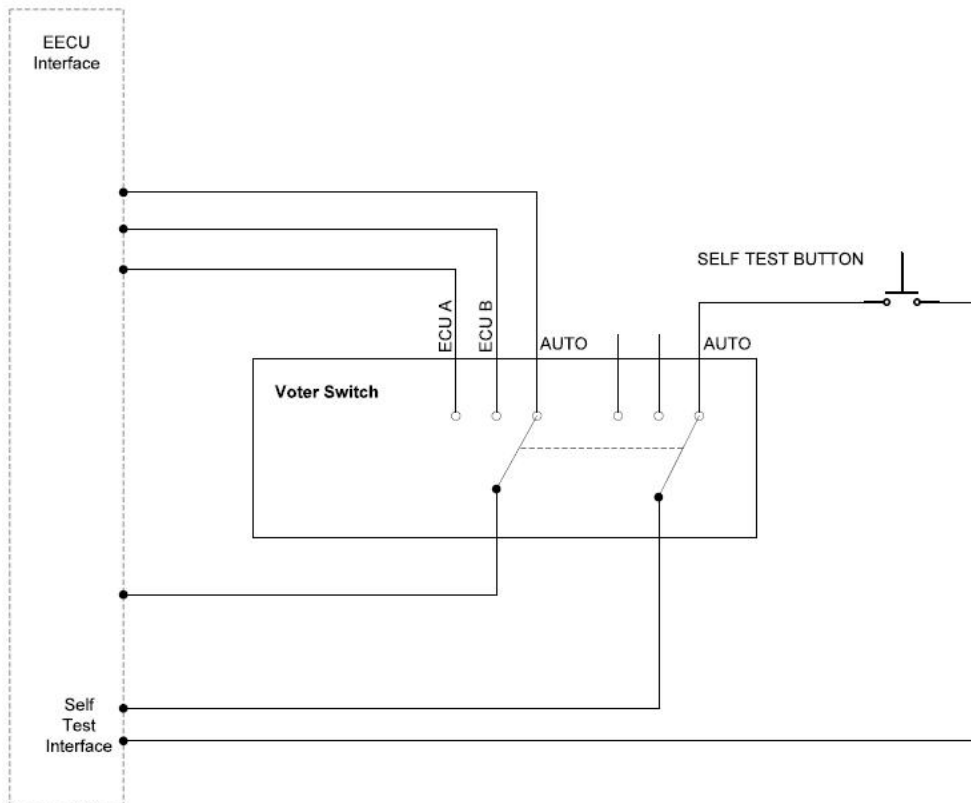 EECU
Interface
SELF TEST BUTTON
ECU A
ECU B
AUTO
AUTO
Voter Switch
Self
Test
Interface